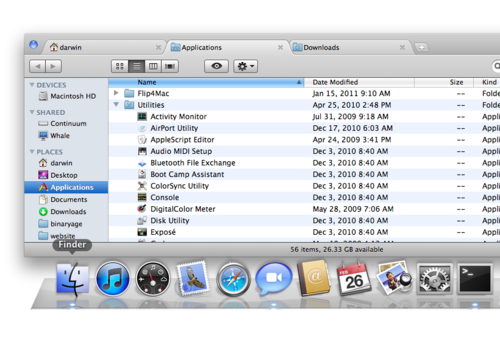 darwin
Applications
Downloads
Name Date Modified Size Kind
DEVICES
Macintosh HD
SHARED
Continuum
Whale
PLACES
darwin
Desktop
Applications
Documents
Downloads
binaryage
website
Flip4Mac Jan 15, 2011 9:10 AM -- Folde
Utilities Apr 25, 2010 2:48 PM -- Folde
Activity Monitor Jul 31, 2009 9:18 AM -- Appli
AirPort Utility Dec 17, 2010 6:03 AM -- Appli
AppleScript Editor Apr 24, 2009 3:41 PM -- Appli
Audio MIDI Setup Dec 3, 2010 8:40 AM -- Appli
Bluetooth File Exchange Dec 3, 2010 8:40 AM -- Appli
Boot Camp Assistant Dec 3, 2010 8:40 AM -- Appli
ColorSync Utility Dec 3, 2010 8:40 AM -- Appli
Console Dec 3, 2010 8:40 AM -- Appli
DigitalColor Meter May 28, 2009 7:06 PM -- Appli
Disk Utility Dec 3, 2010 8:40 AM -- Appli
Exposé Dec 3, 2010 8:40 AM -- Appli
56 items, 26.33 GB available
Finder
FEB
26